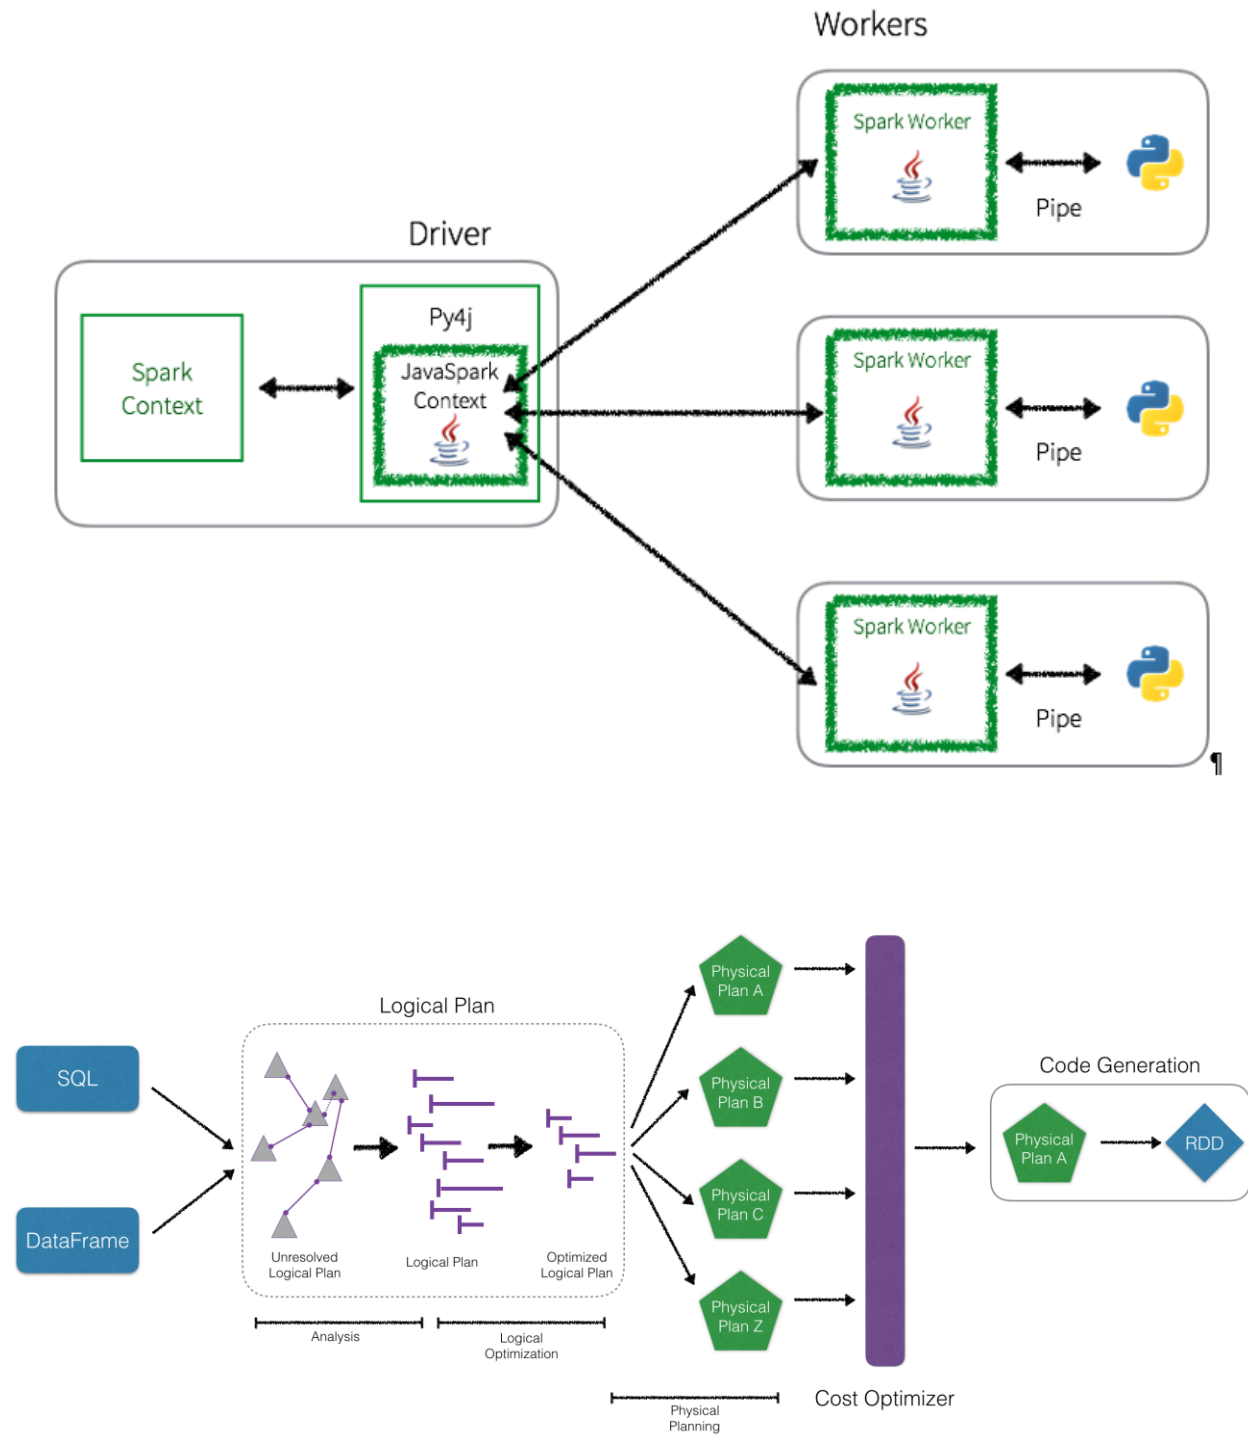 Workers
Spark Worker
Pipe
Driver
Py4j
JavaSpark
Context
Spark
Context
Spark Worker
Pipe
Spark Worker
Pipe
¶
Physical
Plan A
Logical Plan
SQL
Physical
Plan B
Code Generation
Physical
Plan A
RDD
Physical
Plan C
DataFrame
Unresolved
Logical Plan
Logical Plan
Optimized
Logical Plan
Physical
Plan Z
Analysis
Logical
Optimization
Cost Optimizer
Physical
Planning